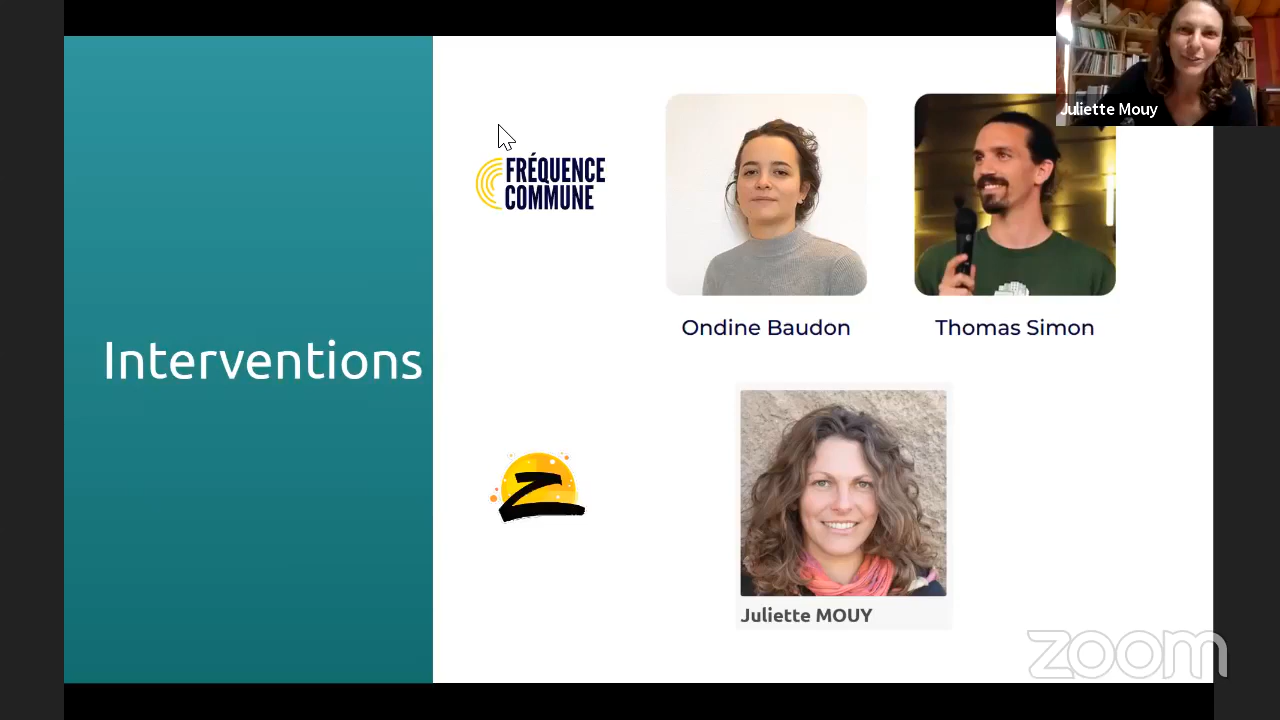 Juliette Mouy
FRÉQUENCE
COMMUNE
Ondine Baudon
Thomas Simon
Interventions
Z
Juliette MOUY
zoom